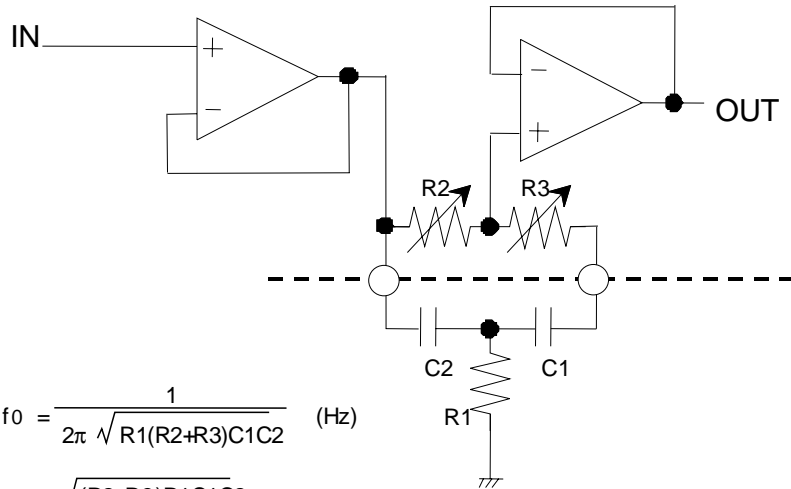 IN
+
−
−
+
OUT
R2
R3
C2
C1
R1
f0 = 1 / 2π √ R1(R2+R3)C1C2 (Hz)